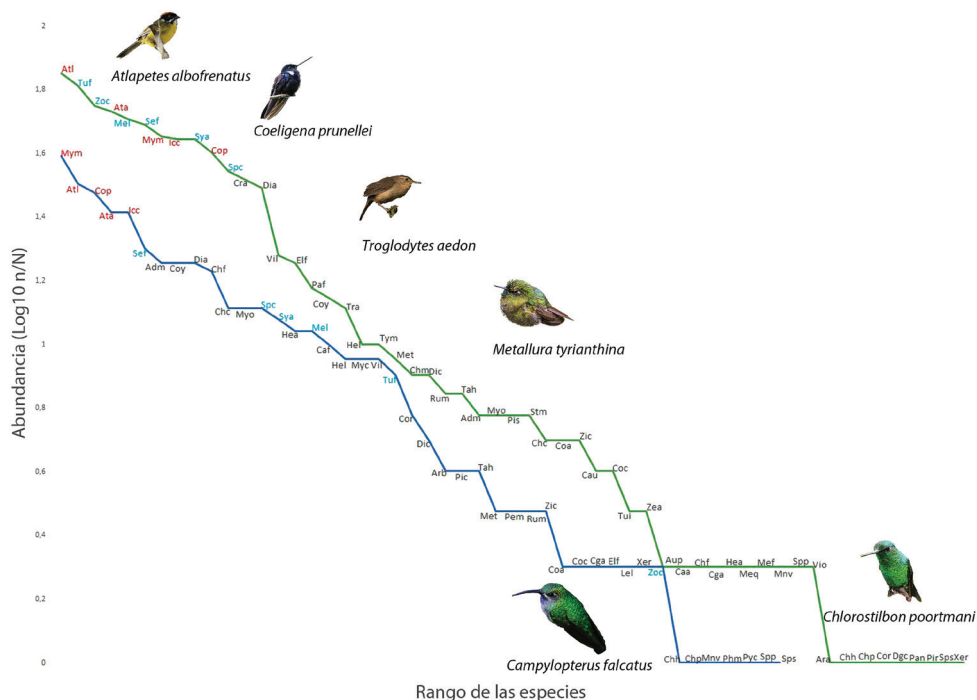 2
1,8
1,6
1,4
1,2
1
0,8
0,6
0,4
0,2
0
Abundancia (Log10 n/N)
Rango de las especies
Atlapetes albofrenatus
Coeligena prunellei
Troglodytes aedon
Metallura tyrianthina
Chlorostilbon poortmani
Campylopterus falcatus
Atl
Tuf
Zoc
Ata
Mel
Sef
Mym
Icc
Sya
Cop
Spc
Cra
Dia
Vil
Elf
Paf
Coy
Tra
Hel
Tym
Met
Chm
Dic
Rum
Tah
Adm
Myo
Pis
Stm
Chc
Coa
Zic
Cau
Coc
Tui
Zea
Aup
Caa
Chf
Cga
Hea
Meq
Mef
Mnv
Spp
Vio
Ara
Chh
Chp
Cor
Dgc
Pan
Pir
Sps
Xer
Mym
Atl
Cop
Ata
Icc
Sef
Adm
Coy
Dia
Chf
Chc
Myo
Spc
Sya
Hea
Mel
Caf
Hel
Myc
Vil
Tuf
Cor
Dic
Arb
Pic
Tah
Met
Pem
Rum
Zic
Coa
Coc
Cga
Elf
Lel
Xer
Zoc
Chh
Chp
Mnv
Phm
Pyc
Spp
Sps